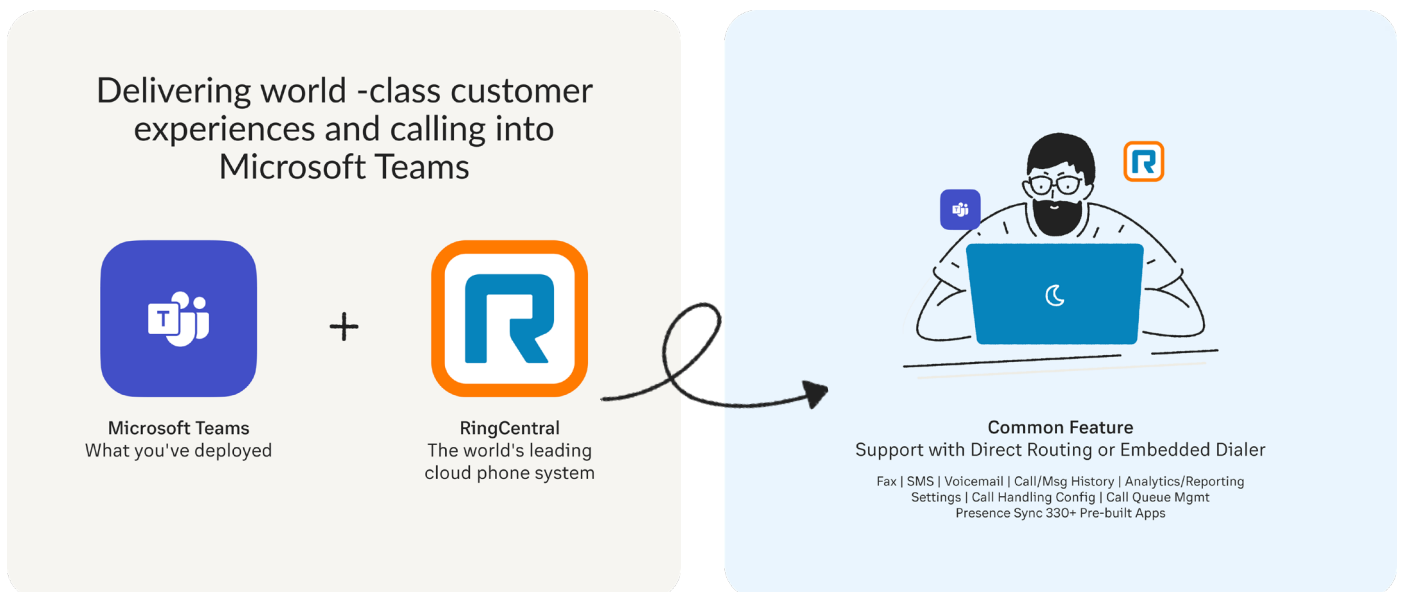 Delivering world -class customer
experiences and calling into
Microsoft Teams
T
R
Microsoft Teams
What you've deployed
RingCentral
The world's leading
cloud phone system
Common Feature
Support with Direct Routing or Embedded Dialer
Fax | SMS | Voicemail | Call/Msg History | Analytics/Reporting
Settings | Call Handling Config | Call Queue Mgmt
Presence Sync 330+ Pre-built Apps